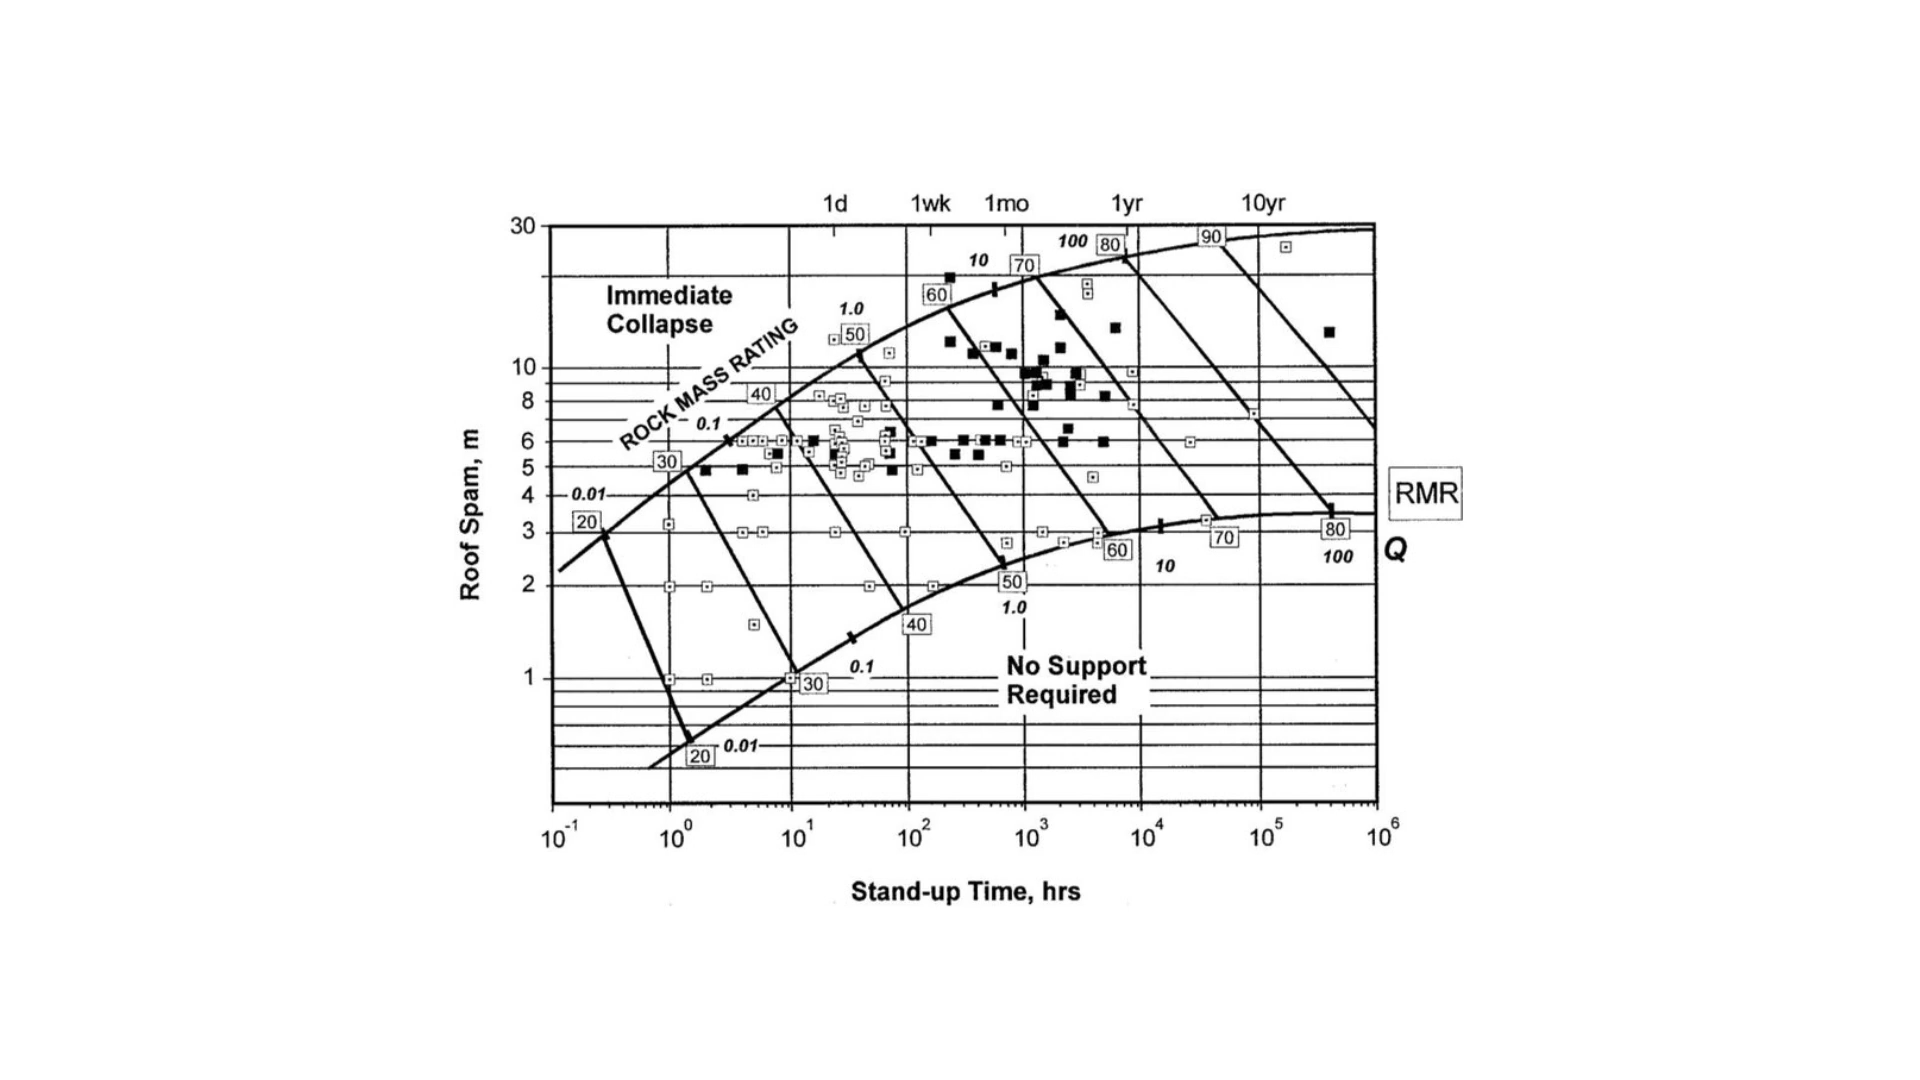 1d 1wk 1mo 1yr 10yr
30
100 80 90
10 70
Immediate
Collapse
60
1.0
50
ROCK MASS RATING
10
40
8
0.1
6
30
5
4
0.01
RMR
20
3
80
70
60
Q
100
10
2
50
1.0
40
0.1
No Support
Required
1
30
0.01
20
Roof Spam, m
10-1 100 101 102 103 104 105 106
Stand-up Time, hrs